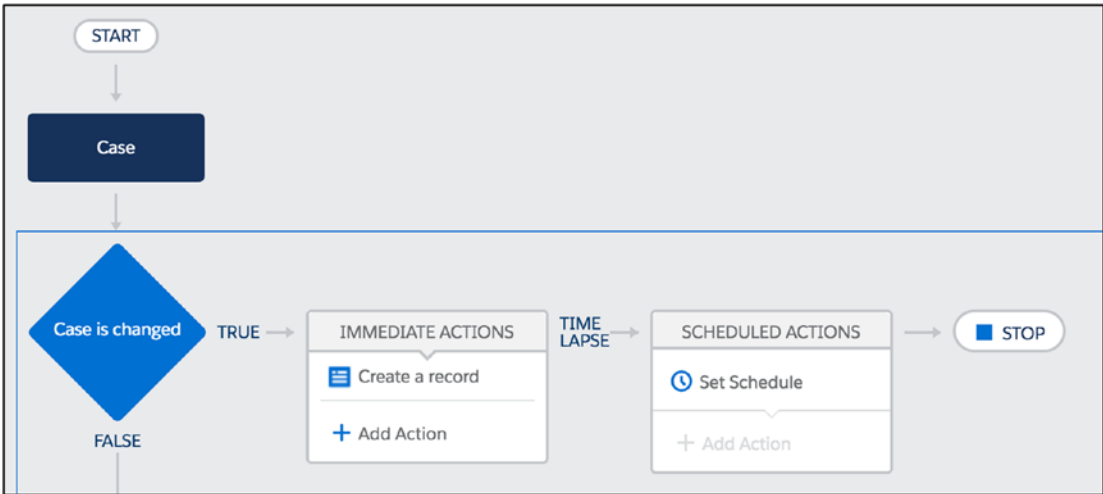 START
Case
Case is changed
TRUE
IMMEDIATE ACTIONS
Create a record
+ Add Action
TIME
LAPSE
SCHEDULED ACTIONS
Set Schedule
+ Add Action
STOP
FALSE